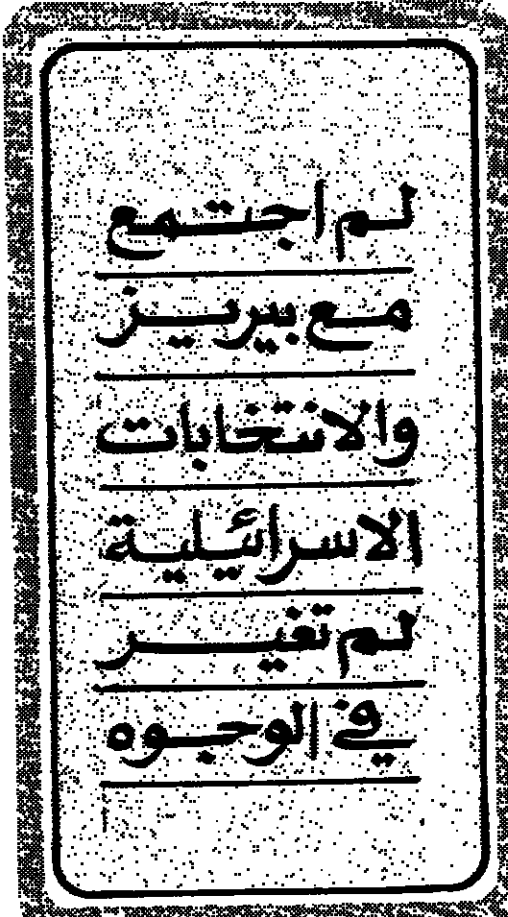 لم اجتمع
مع بيريز
والانتخابات
الاسرائيلية
لم تغير
في الوجوه